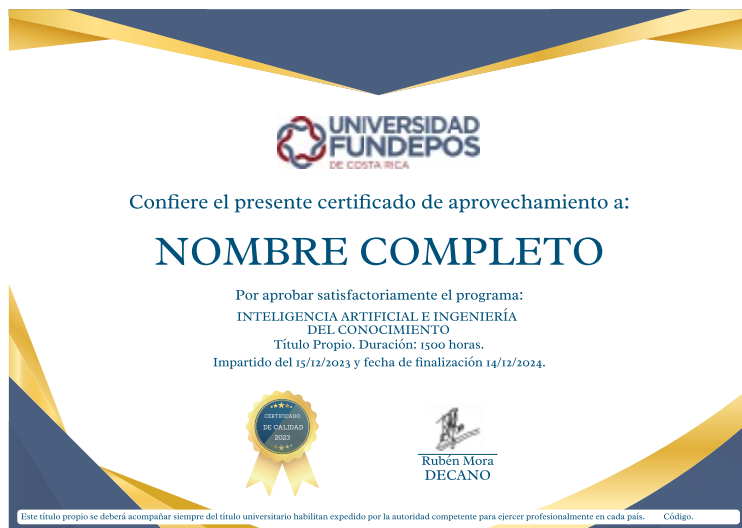 UNIVERSIDAD
FUNDEPOS
DE COSTA RICA
Confiere el presente certificado de aprovechamiento a:
NOMBRE COMPLETO
Por aprobar satisfactoriamente el programa:
INTELIGENCIA ARTIFICIAL E INGENIERÍA
DEL CONOCIMIENTO
Título Propio. Duración: 1500 horas.
Impartido del 15/12/2023 y fecha de finalización 14/12/2024.
CERTIFICADO
DE CALIDAD
2023
Rubén Mora
DECANO
Este título propio se deberá acompañar siempre del título universitario habilitan expedido por la autoridad competente para ejercer profesionalmente en cada país. Código.